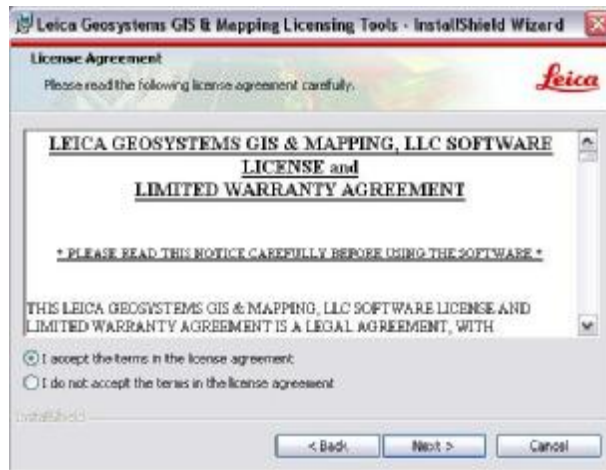 Leica Geosystems GIS & Mapping Licensing Tools - InstallShield Wizard
License Agreement
Please read the following license agreement carefully.
Leica
LEICA GEOSYSTEMS GIS & MAPPING, LLC SOFTWARE
LICENSE and
LIMITED WARRANTY AGREEMENT
* PLEASE READ THIS NOTICE CAREFULLY BEFORE USING THE SOFTWARE *
THIS LEICA GEOSYSTEMS GIS & MAPPING, LLC SOFTWARE LICENSE AND
LIMITED WARRANTY AGREEMENT IS A LEGAL AGREEMENT, WITH
I accept the terms in the license agreement
I do not accept the terms in the license agreement
InstallShield
< Back
Next >
Cancel